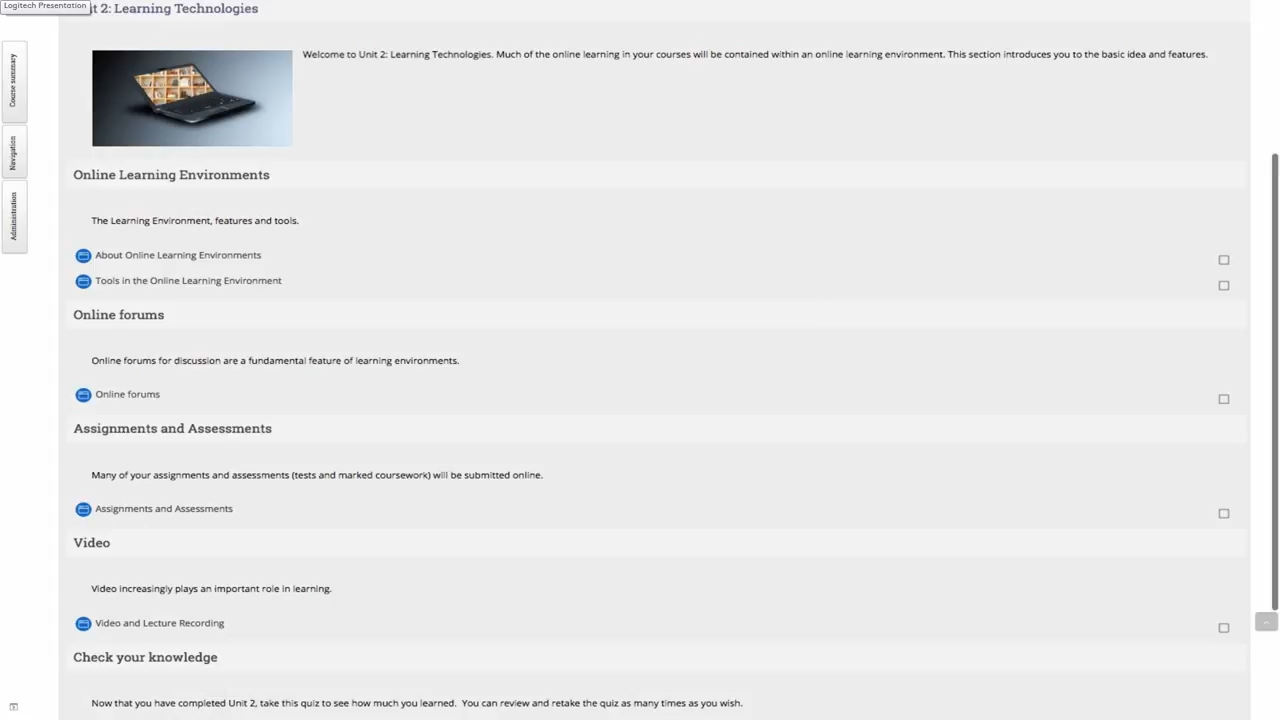 Logitech Presentation
it 2: Learning Technologies
Course summary
Navigation
Administration
Welcome to Unit 2: Learning Technologies. Much of the online learning in your courses will be contained within an online learning environment. This section introduces you to the basic idea and features.
Online Learning Environments
The Learning Environment, features and tools.
About Online Learning Environments
Tools in the Online Learning Environment
Online forums
Online forums for discussion are a fundamental feature of learning environments.
Online forums
Assignments and Assessments
Many of your assignments and assessments (tests and marked coursework) will be submitted online.
Assignments and Assessments
Video
Video increasingly plays an important role in learning.
Video and Lecture Recording
Check your knowledge
Now that you have completed Unit 2, take this quiz to see how much you learned.  You can review and retake the quiz as many times as you wish.